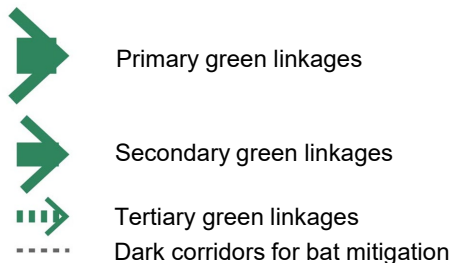 Primary green linkages
Secondary green linkages
Tertiary green linkages
Dark corridors for bat mitigation